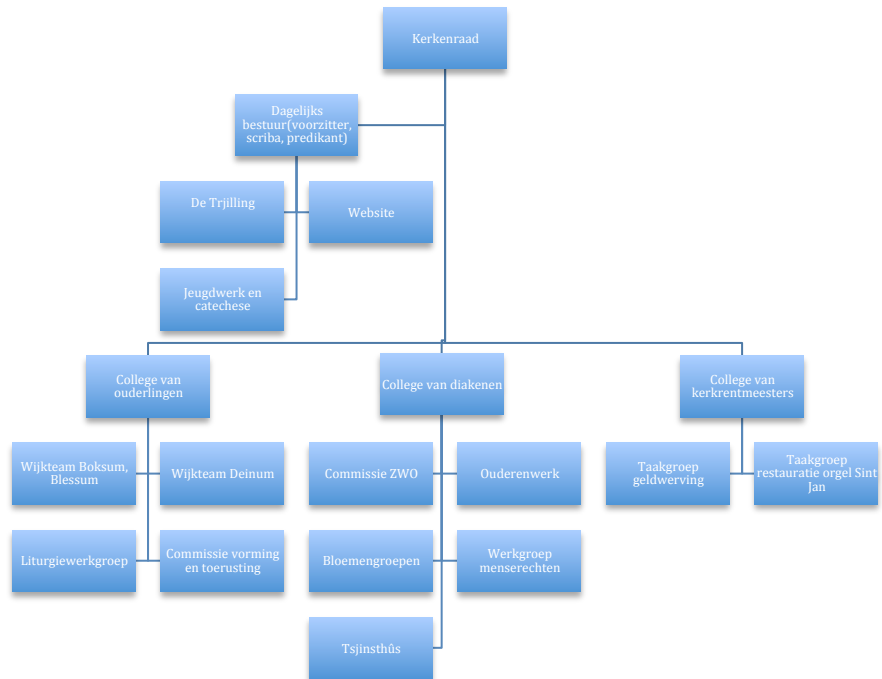 Kerkenraad
Dagelijks
bestuur(voorzitter,
scriba, predikant)
De Trjilling
Website
Jeugdwerk en
catechese
College van
ouderlingen
College van diakenen
College van
kerkrentmeesters
Wijkteam Boksum,
Blessum
Wijkteam Deinum
Commissie ZWO
Ouderenwerk
Taakgroep
geldwerving
Taakgroep
restauratie orgel Sint
Jan
Liturgiewerkgroep
Commissie vorming
en toerusting
Bloemengroepen
Werkgroep
menserechten
Tsjinsthûs